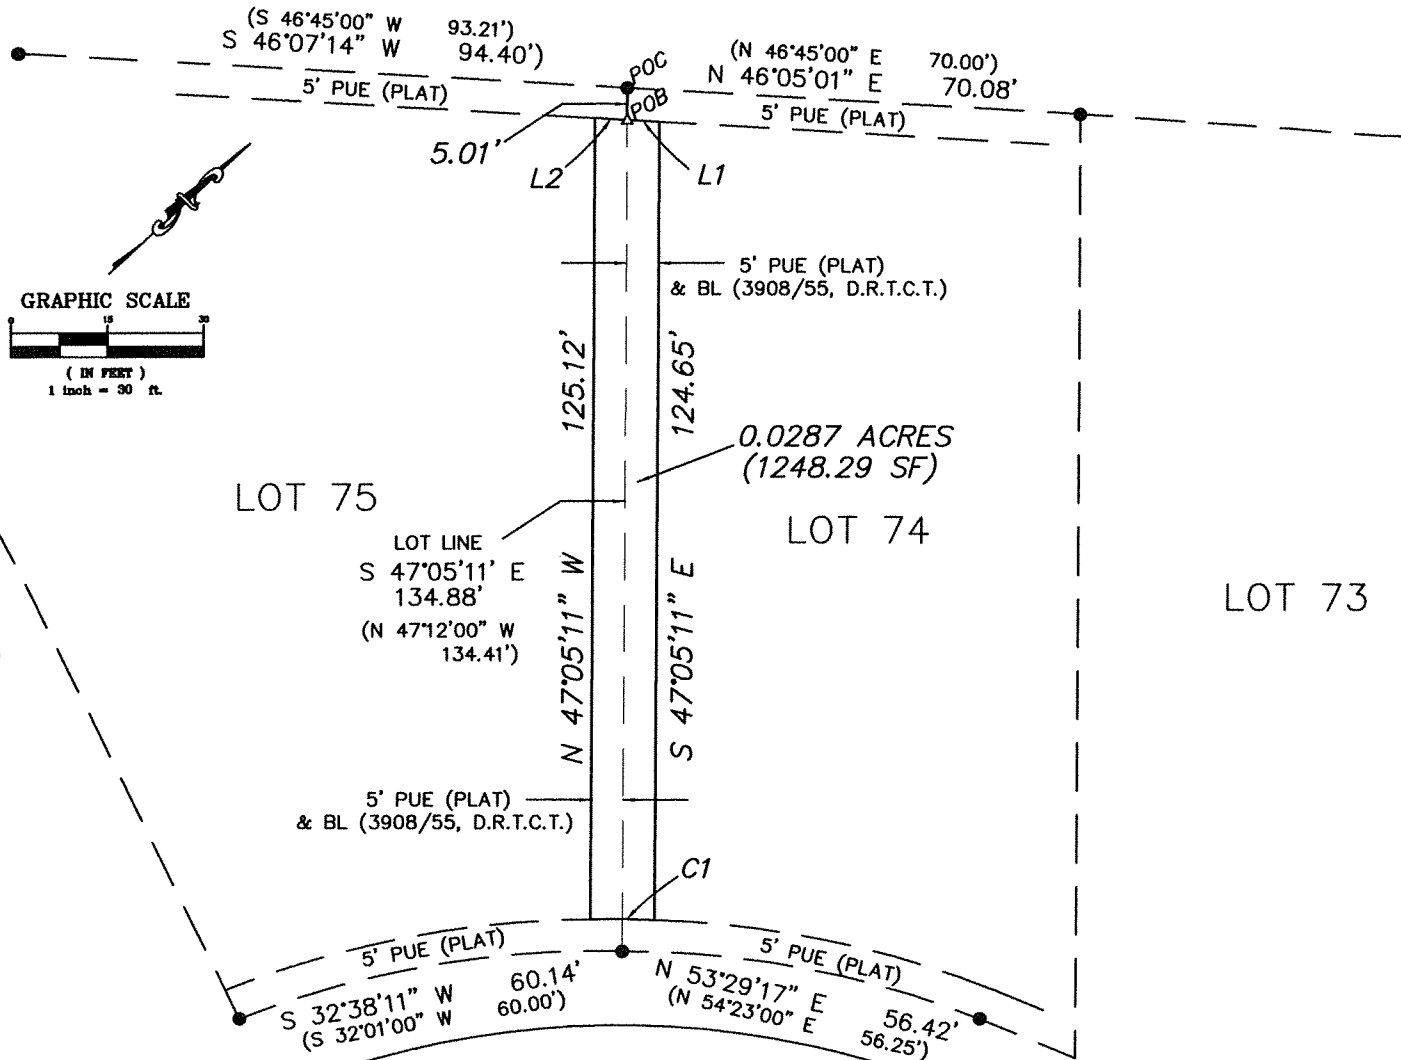 (S 46°45'00" W 93.21')
S 46°07'14" W 94.40')
5' PUE (PLAT)
POC
POB
(N 46°45'00" E 70.00')
N 46°05'01" E 70.08'
5' PUE (PLAT)
5.01'
L2
L1
GRAPHIC SCALE
0 15 30
( IN FEET )
1 inch = 30 ft.
5' PUE (PLAT)
& BL (3908/55, D.R.T.C.T.)
125.12'
124.65'
0.0287 ACRES
(1248.29 SF)
LOT 75
LOT 74
LOT 73
LOT LINE
S 47°05'11' E
134.88'
(N 47°12'00" W
134.41')
N 47°05'11" W
S 47°05'11" E
5' PUE (PLAT)
& BL (3908/55, D.R.T.C.T.)
C1
5' PUE (PLAT)
5' PUE (PLAT)
S 32°38'11" W 60.14'
(S 32°01'00" W 60.00')
N 53°29'17" E 56.42'
(N 54°23'00" E 56.25')